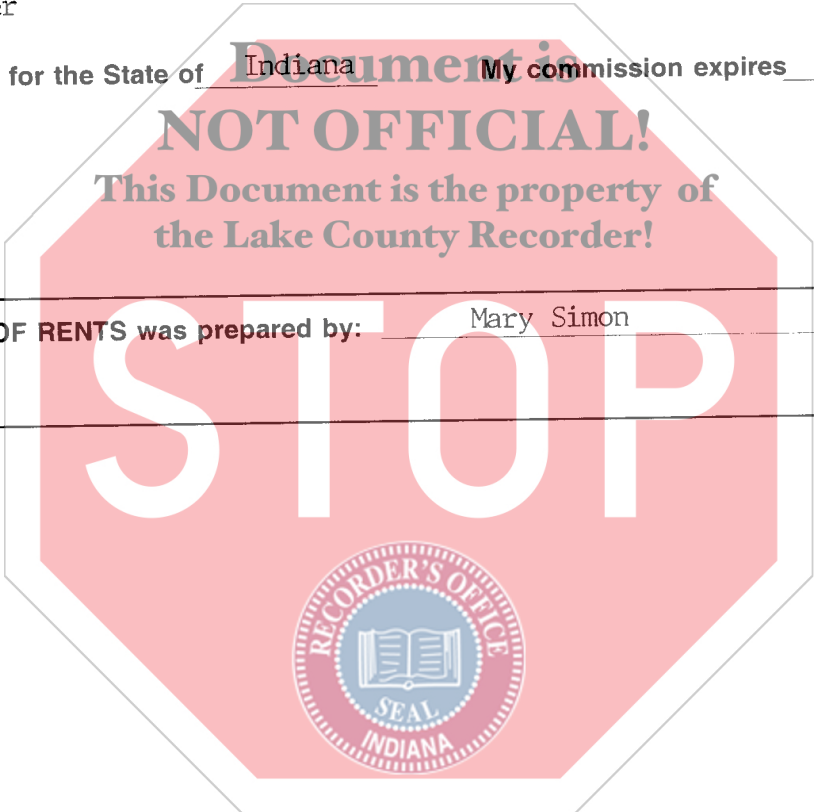 er
for the State of Indiana My commission expires
Document is
NOT OFFICIAL!
This Document is the property of
the Lake County Recorder!
OF RENTS was prepared by: Mary Simon
STOP
RECORDER'S OFFICE
SEAL
INDIANA